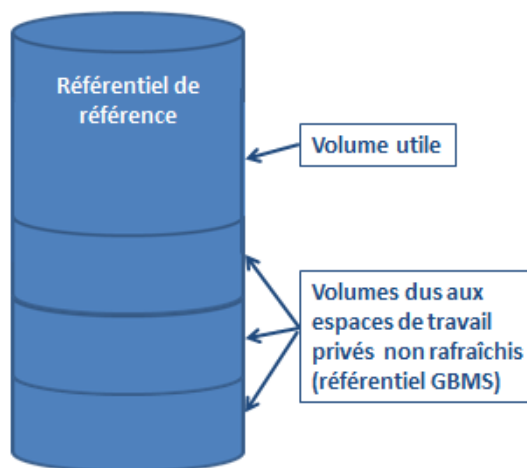 Référentiel de
référence
Volume utile
Volumes dus aux
espaces de travail
privés non rafraîchis
(référentiel GBMS)